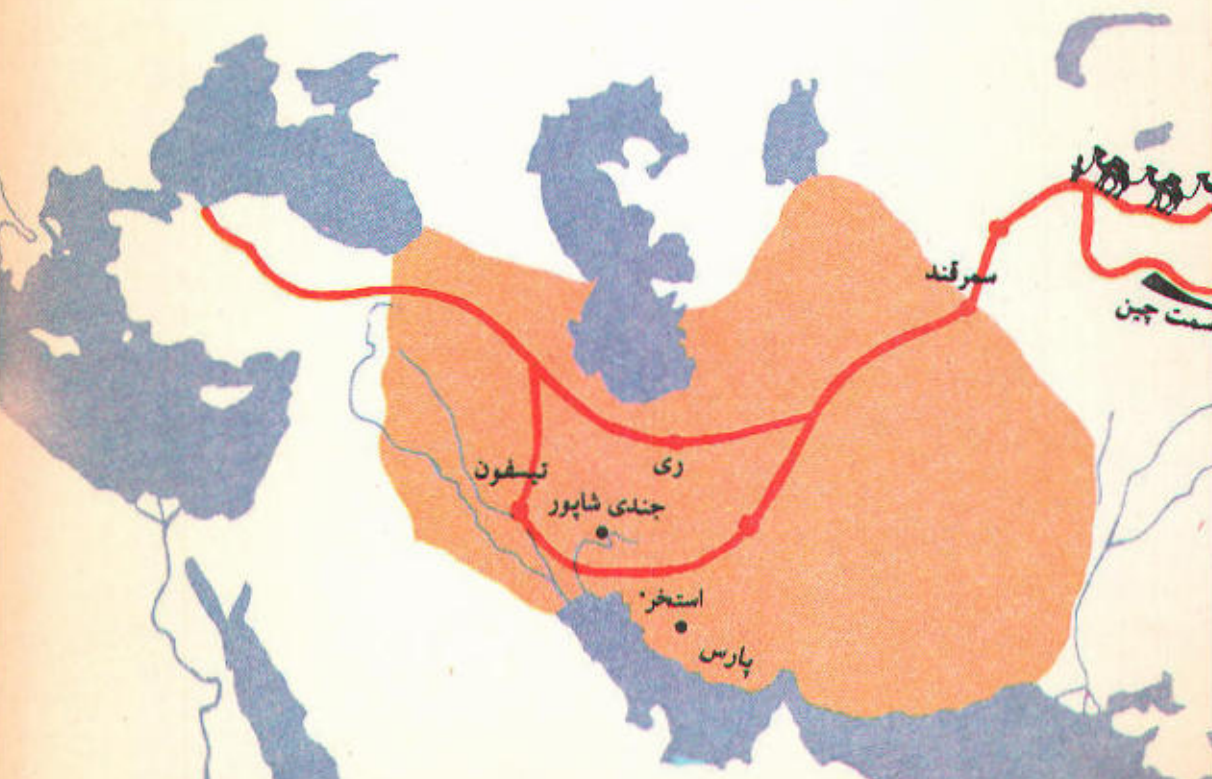 سمرقند
سمت چین
ری
تیسفون
جندی شاپور
استخر
پارس